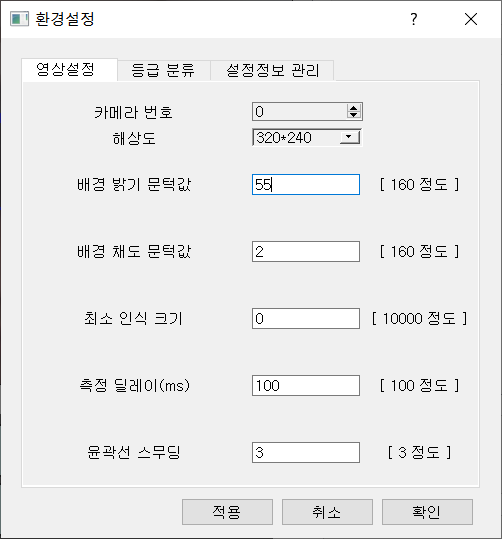 환경설정
영상설정 등급 분류 설정정보 관리
카메라 번호 0
해상도 320*240
배경 밝기 문턱값 55 [ 160 정도 ]
배경 채도 문턱값 2 [ 160 정도 ]
최소 인식 크기 0 [ 10000 정도 ]
측정 딜레이(ms) 100 [ 100 정도 ]
윤곽선 스무딩 3 [ 3 정도 ]
적용 취소 확인